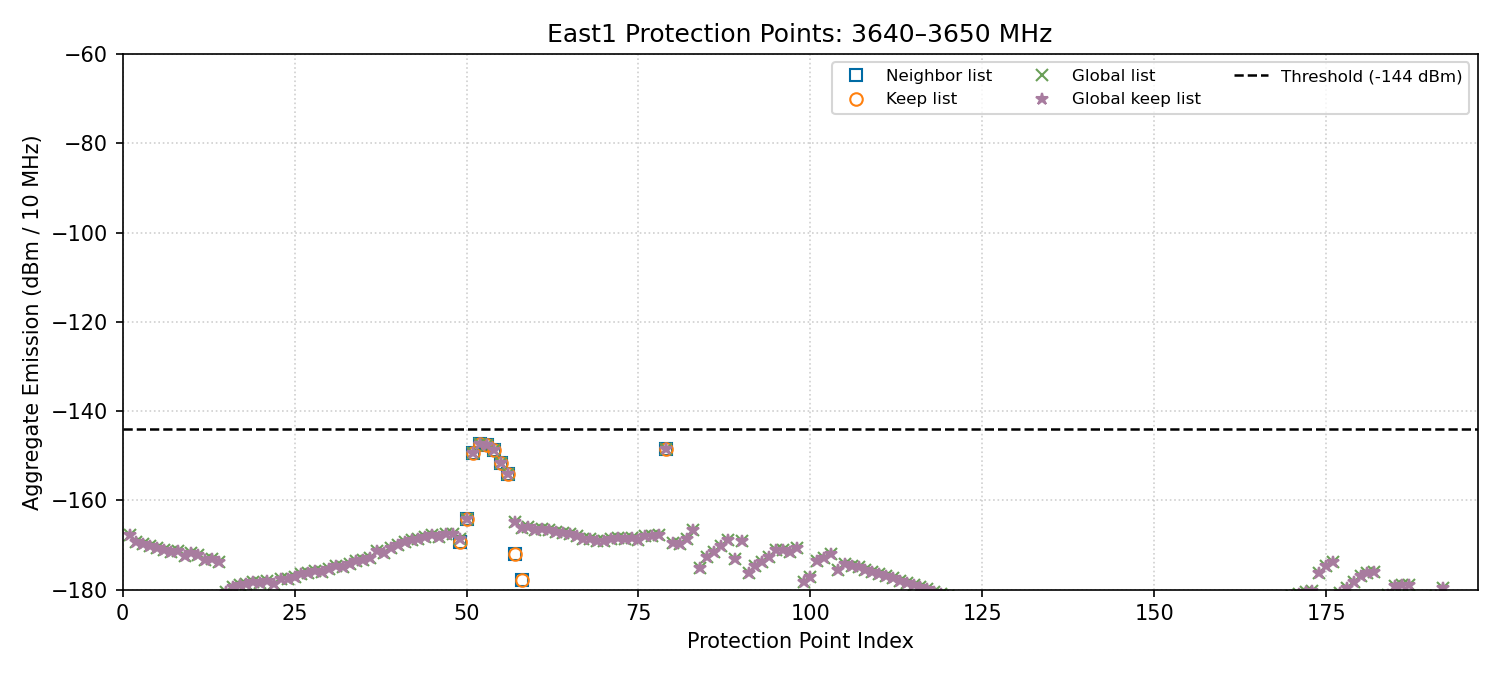 East1 Protection Points: 3640–3650 MHz
Neighbor list
Keep list
Global list
Global keep list
Threshold (-144 dBm)
Aggregate Emission (dBm / 10 MHz)
−60
−80
−100
−120
−140
−160
−180
0 25 50 75 100 125 150 175
Protection Point Index